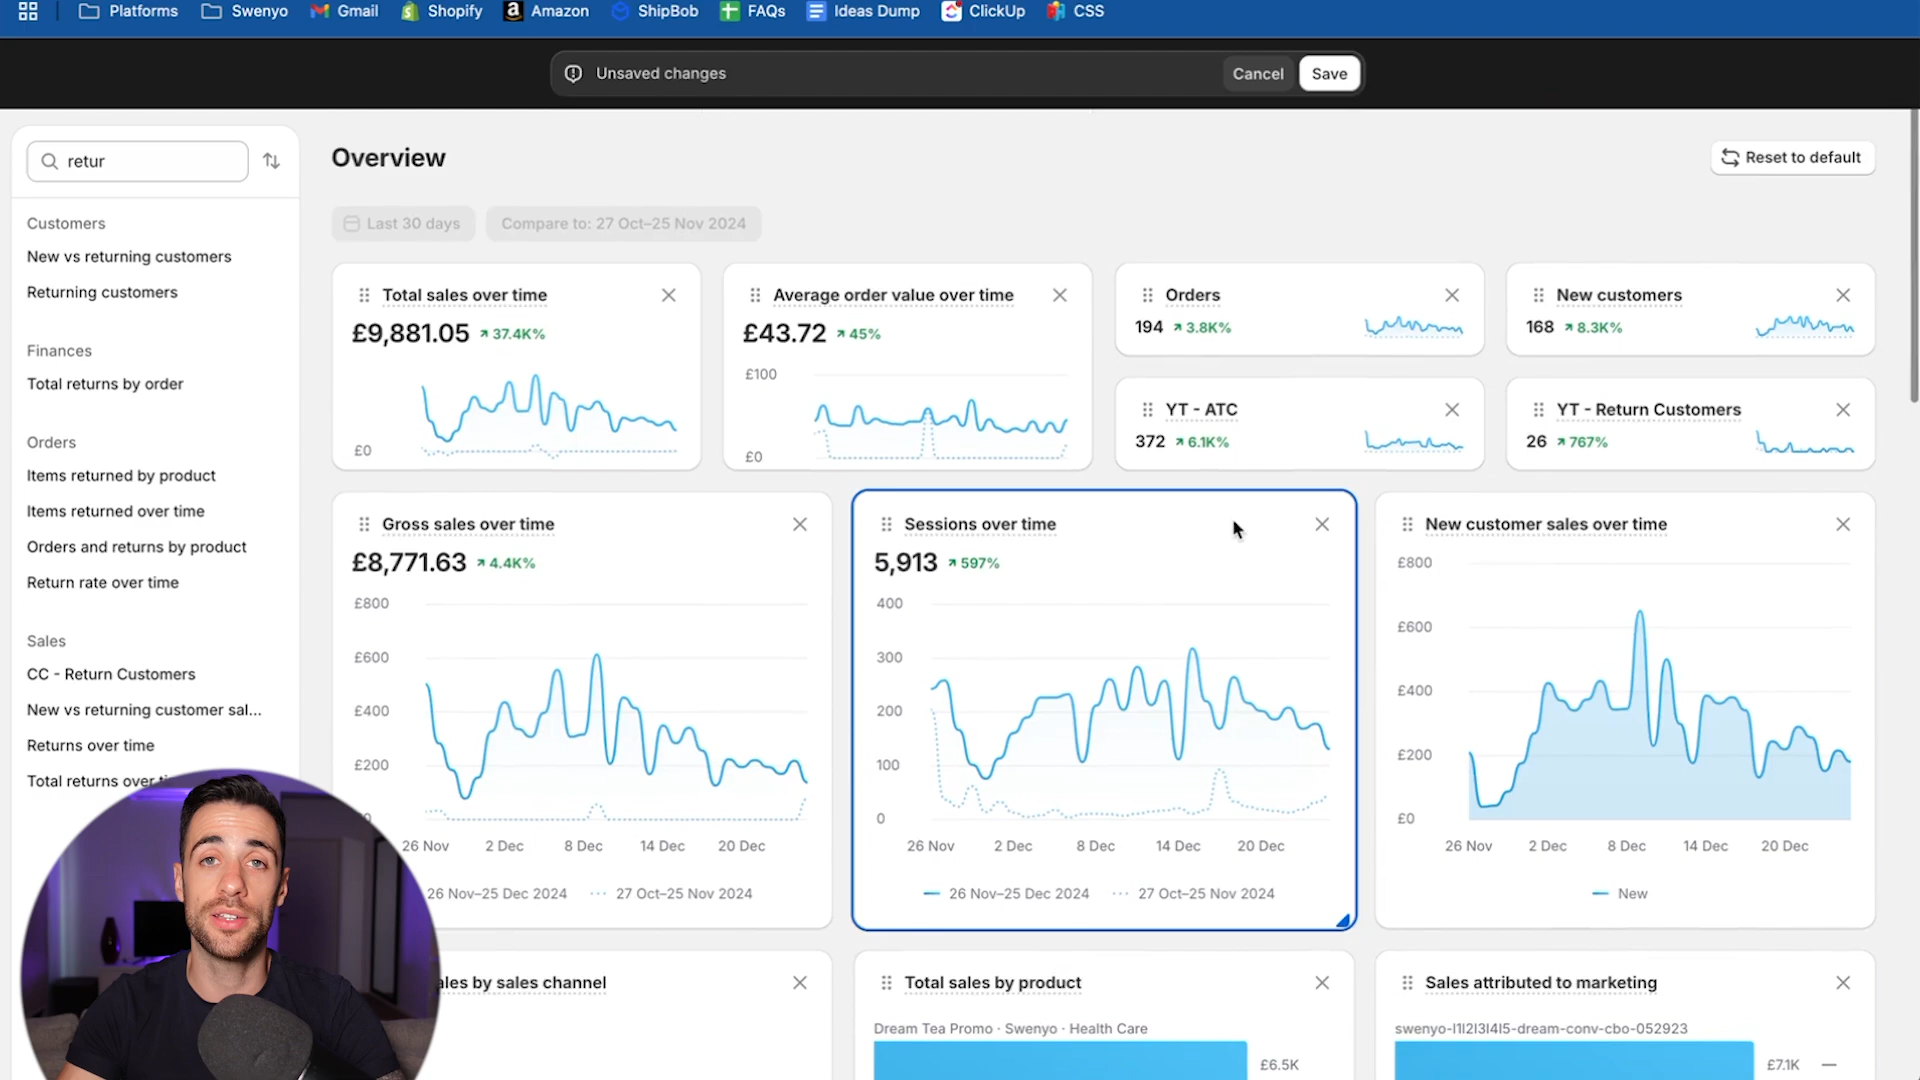 Platforms
Swenyo
Gmail
Shopify
Amazon
ShipBob
FAQs
Ideas Dump
ClickUp
CSS
Unsaved changes
Cancel
Save
retur
Customers
New vs returning customers
Returning customers
Finances
Total returns by order
Orders
Items returned by product
Items returned over time
Orders and returns by product
Return rate over time
Sales
CC - Return Customers
New vs returning customer sal...
Returns over time
Total returns over
Overview
Reset to default
Last 30 days
Compare to: 27 Oct–25 Nov 2024
Total sales over time
£9,881.05 37.4K%
£0
Average order value over time
£43.72 45%
£100
£0
Orders
194 3.8K%
New customers
168 8.3K%
YT - ATC
372 6.1K%
YT - Return Customers
26 767%
Gross sales over time
£8,771.63 4.4K%
£800
£600
£400
£200
26 Nov 2 Dec 8 Dec 14 Dec 20 Dec
26 Nov–25 Dec 2024 27 Oct–25 Nov 2024
Sessions over time
5,913 597%
400
300
200
100
0
26 Nov 2 Dec 8 Dec 14 Dec 20 Dec
26 Nov–25 Dec 2024 27 Oct–25 Nov 2024
New customer sales over time
£800
£600
£400
£200
£0
26 Nov 2 Dec 8 Dec 14 Dec 20 Dec
New
ales by sales channel
Total sales by product
Dream Tea Promo · Swenyo · Health Care
£6.5K
Sales attributed to marketing
swenyo-l1l2l3l4l5-dream-conv-cbo-052923
£7.1K —